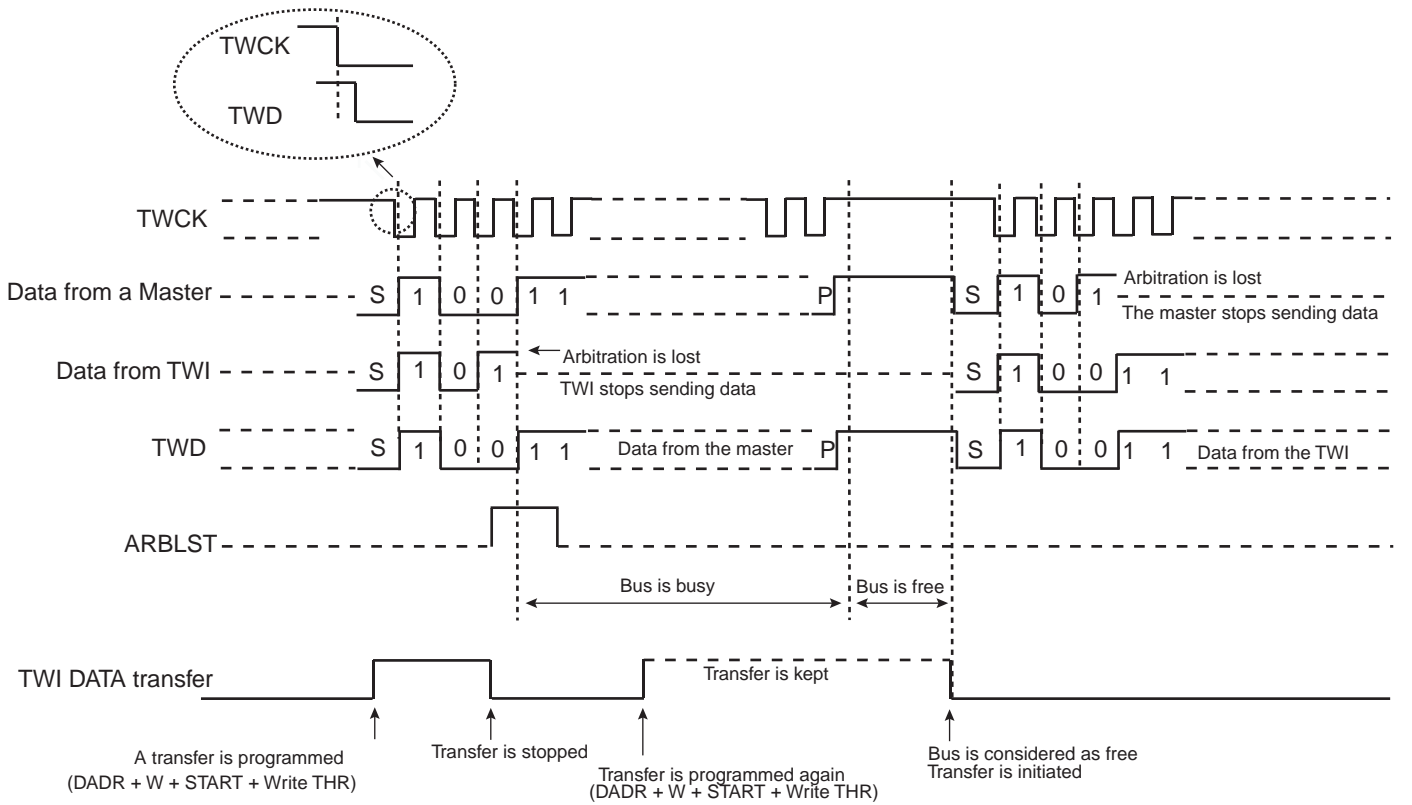 TWCK
TWD
TWCK
Data from a Master
S 1 0 0 1 1
P
S 1 0 1
Arbitration is lost
The master stops sending data
Data from TWI
S 1 0 1
Arbitration is lost
TWI stops sending data
S 1 0 0 1 1
TWD
S 1 0 0 1 1
Data from the master
P
S 1 0 0 1 1
Data from the TWI
ARBLST
Bus is busy
Bus is free
TWI DATA transfer
Transfer is kept
A transfer is programmed
(DADR + W + START + Write THR)
Transfer is stopped
Transfer is programmed again
(DADR + W + START + Write THR)
Bus is considered as free
Transfer is initiated